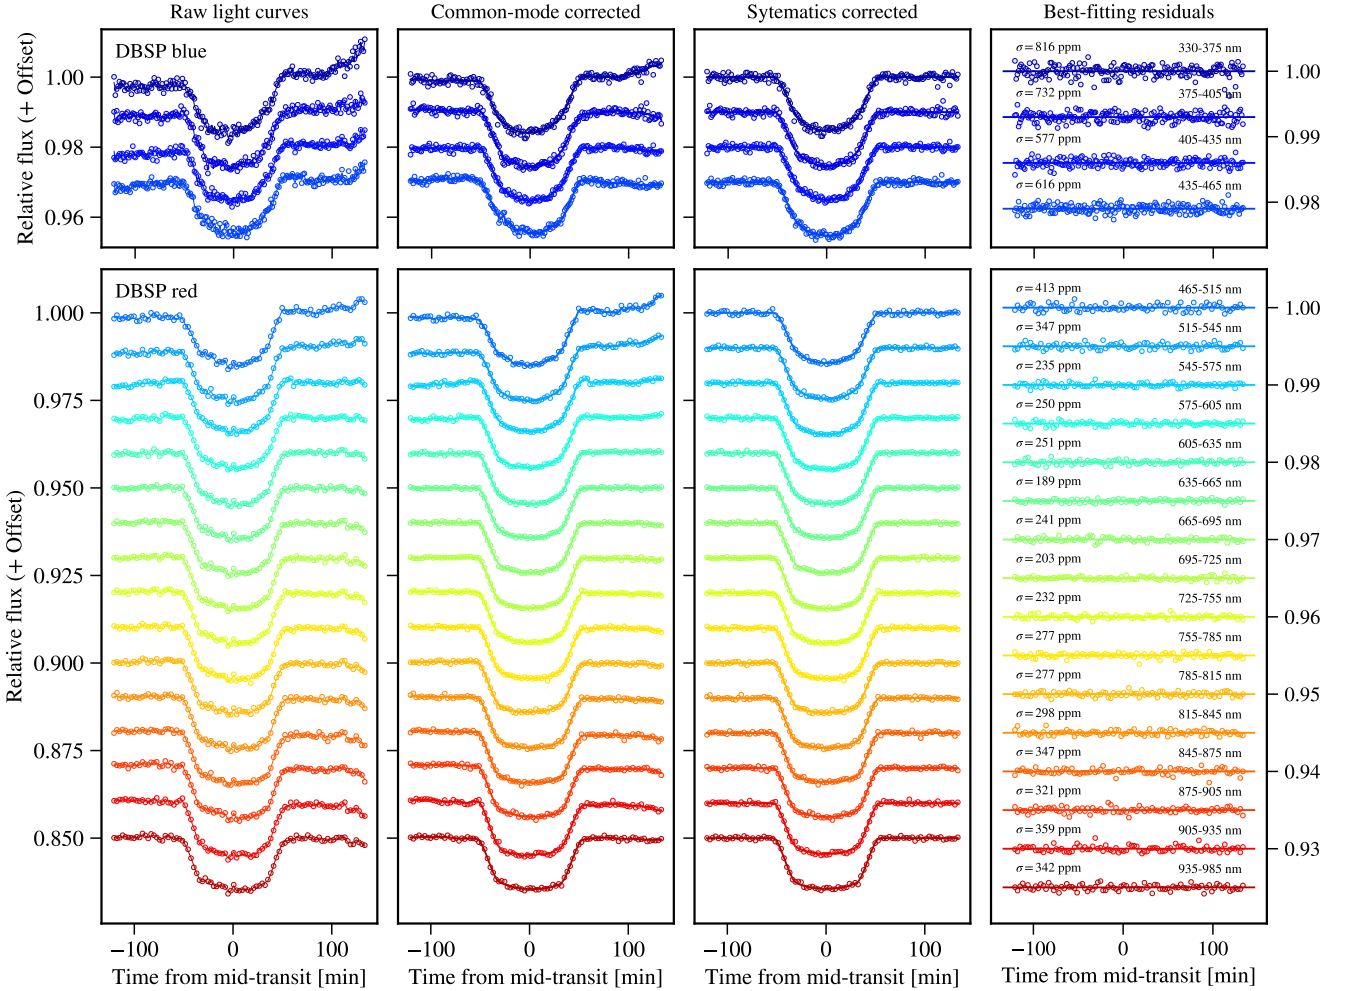 Raw light curves
Common-mode corrected
Sytematics corrected
Best-fitting residuals
Relative flux (+ Offset)
1.00
0.98
0.96
DBSP blue
σ = 816 ppm 330-375 nm
σ = 732 ppm 375-405 nm
σ = 577 ppm 405-435 nm
σ = 616 ppm 435-465 nm
1.00
0.99
0.98
Relative flux (+ Offset)
1.000
0.975
0.950
0.925
0.900
0.875
0.850
DBSP red
σ = 413 ppm 465-515 nm
σ = 347 ppm 515-545 nm
σ = 235 ppm 545-575 nm
σ = 250 ppm 575-605 nm
σ = 251 ppm 605-635 nm
σ = 189 ppm 635-665 nm
σ = 241 ppm 665-695 nm
σ = 203 ppm 695-725 nm
σ = 232 ppm 725-755 nm
σ = 277 ppm 755-785 nm
σ = 277 ppm 785-815 nm
σ = 298 ppm 815-845 nm
σ = 347 ppm 845-875 nm
σ = 321 ppm 875-905 nm
σ = 359 ppm 905-935 nm
σ = 342 ppm 935-985 nm
1.00
0.99
0.98
0.97
0.96
0.95
0.94
0.93
−100 0 100
−100 0 100
−100 0 100
−100 0 100
Time from mid-transit [min]
Time from mid-transit [min]
Time from mid-transit [min]
Time from mid-transit [min]